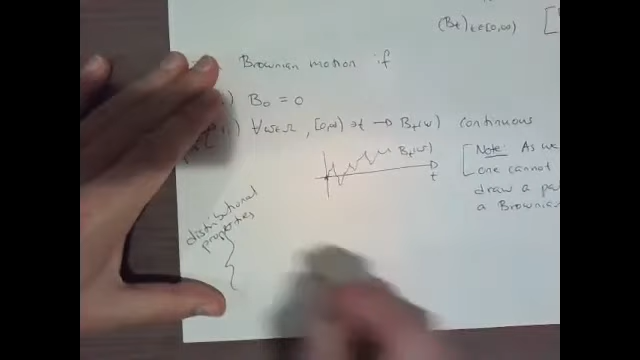 (Bt)t∈[0,∞) [
Brownian motion if
.) B₀ = 0
i.) ∀ω∈Ω, [0,∞) ∋t → Bt(ω) continuous
Bt(ω)
t
[Note: As we
one cannot
draw a pa
a Brownia
distributional
properties